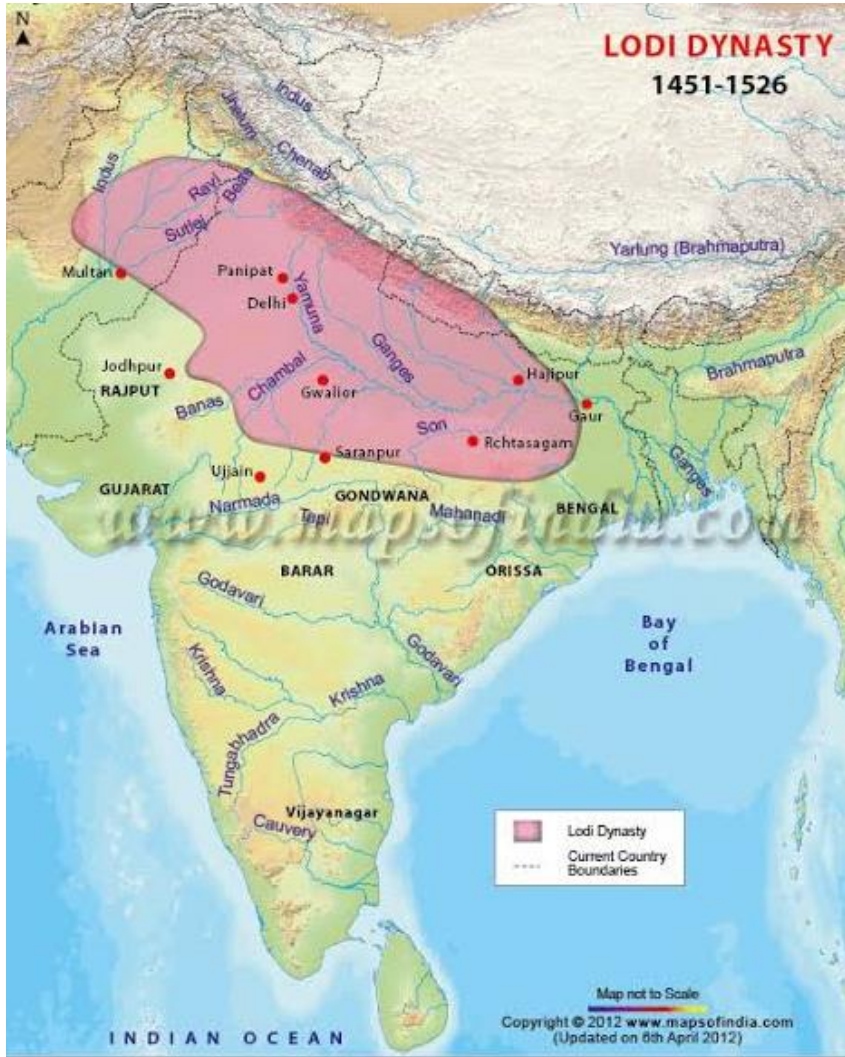 N
LODI DYNASTY
1451-1526
Indus
Jhelum
Chenab
Indus
Ravi
Beas
Sutlej
Yarlung (Brahmaputra)
Multan
Panipat
Delhi
Yamuna
Jodhpur
RAJPUT
Banas
Chambal
Gwalior
Ganges
Hajipur
Brahmaputra
Gaur
Son
Rchtasagam
Saranpur
Ujjain
GUJARAT
Narmada
GONDWANA
Mahanadi
BENGAL
Ganges
Tapi
www.mapsofindia.com
BARAR
ORISSA
Godavari
Godavari
Arabian
Sea
Bay
of
Bengal
Krishna
Krishna
Tungabhadra
Vijayanagar
Cauvery
Lodi Dynasty
Current Country
Boundaries
Map not to Scale
Copyright © 2012 www.mapsofindia.com
(Updated on 6th April 2012)
INDIAN OCEAN